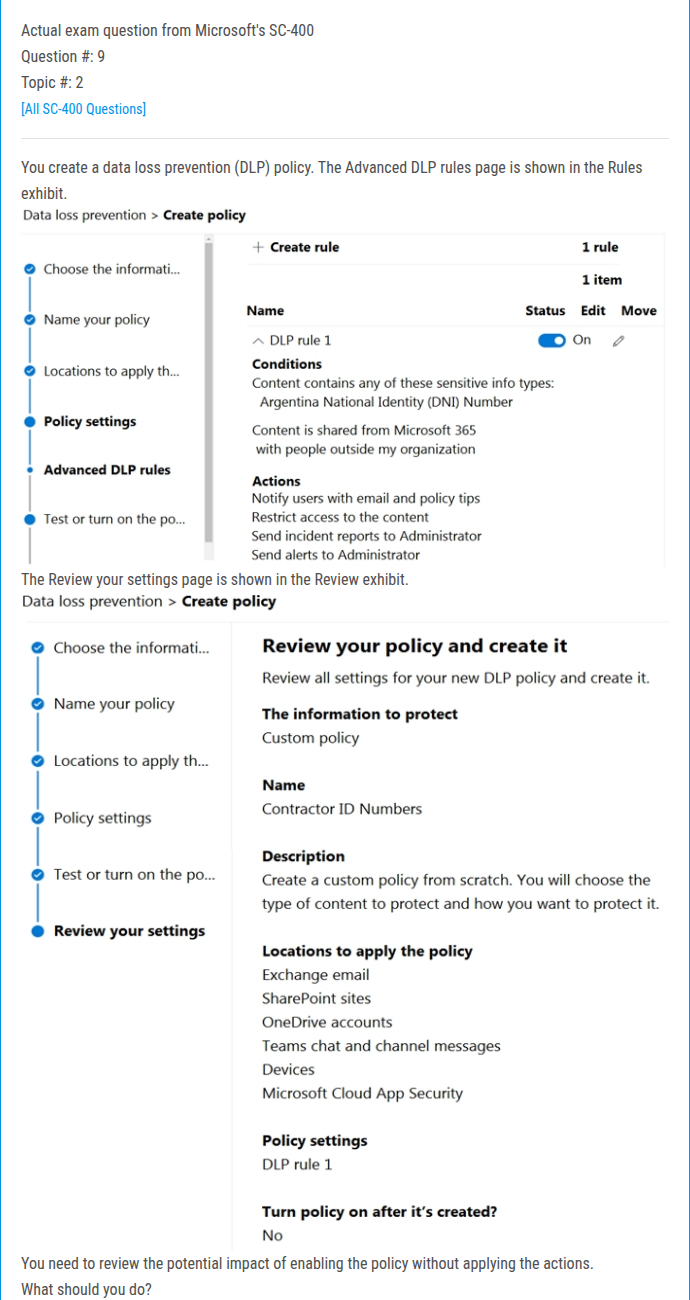 Actual exam question from Microsoft's SC-400
Question #: 9
Topic #: 2
[All SC-400 Questions]
You create a data loss prevention (DLP) policy. The Advanced DLP rules page is shown in the Rules
exhibit.
Data loss prevention > Create policy
Choose the informati...
Name your policy
Locations to apply th...
Policy settings
Advanced DLP rules
Test or turn on the po...
+ Create rule 1 rule
1 item
Name Status Edit Move
DLP rule 1 On
Conditions
Content contains any of these sensitive info types:
Argentina National Identity (DNI) Number
Content is shared from Microsoft 365
with people outside my organization
Actions
Notify users with email and policy tips
Restrict access to the content
Send incident reports to Administrator
Send alerts to Administrator
The Review your settings page is shown in the Review exhibit.
Data loss prevention > Create policy
Choose the informati...
Name your policy
Locations to apply th...
Policy settings
Test or turn on the po...
Review your settings
Review your policy and create it
Review all settings for your new DLP policy and create it.
The information to protect
Custom policy
Name
Contractor ID Numbers
Description
Create a custom policy from scratch. You will choose the
type of content to protect and how you want to protect it.
Locations to apply the policy
Exchange email
SharePoint sites
OneDrive accounts
Teams chat and channel messages
Devices
Microsoft Cloud App Security
Policy settings
DLP rule 1
Turn policy on after it's created?
No
You need to review the potential impact of enabling the policy without applying the actions.
What should you do?